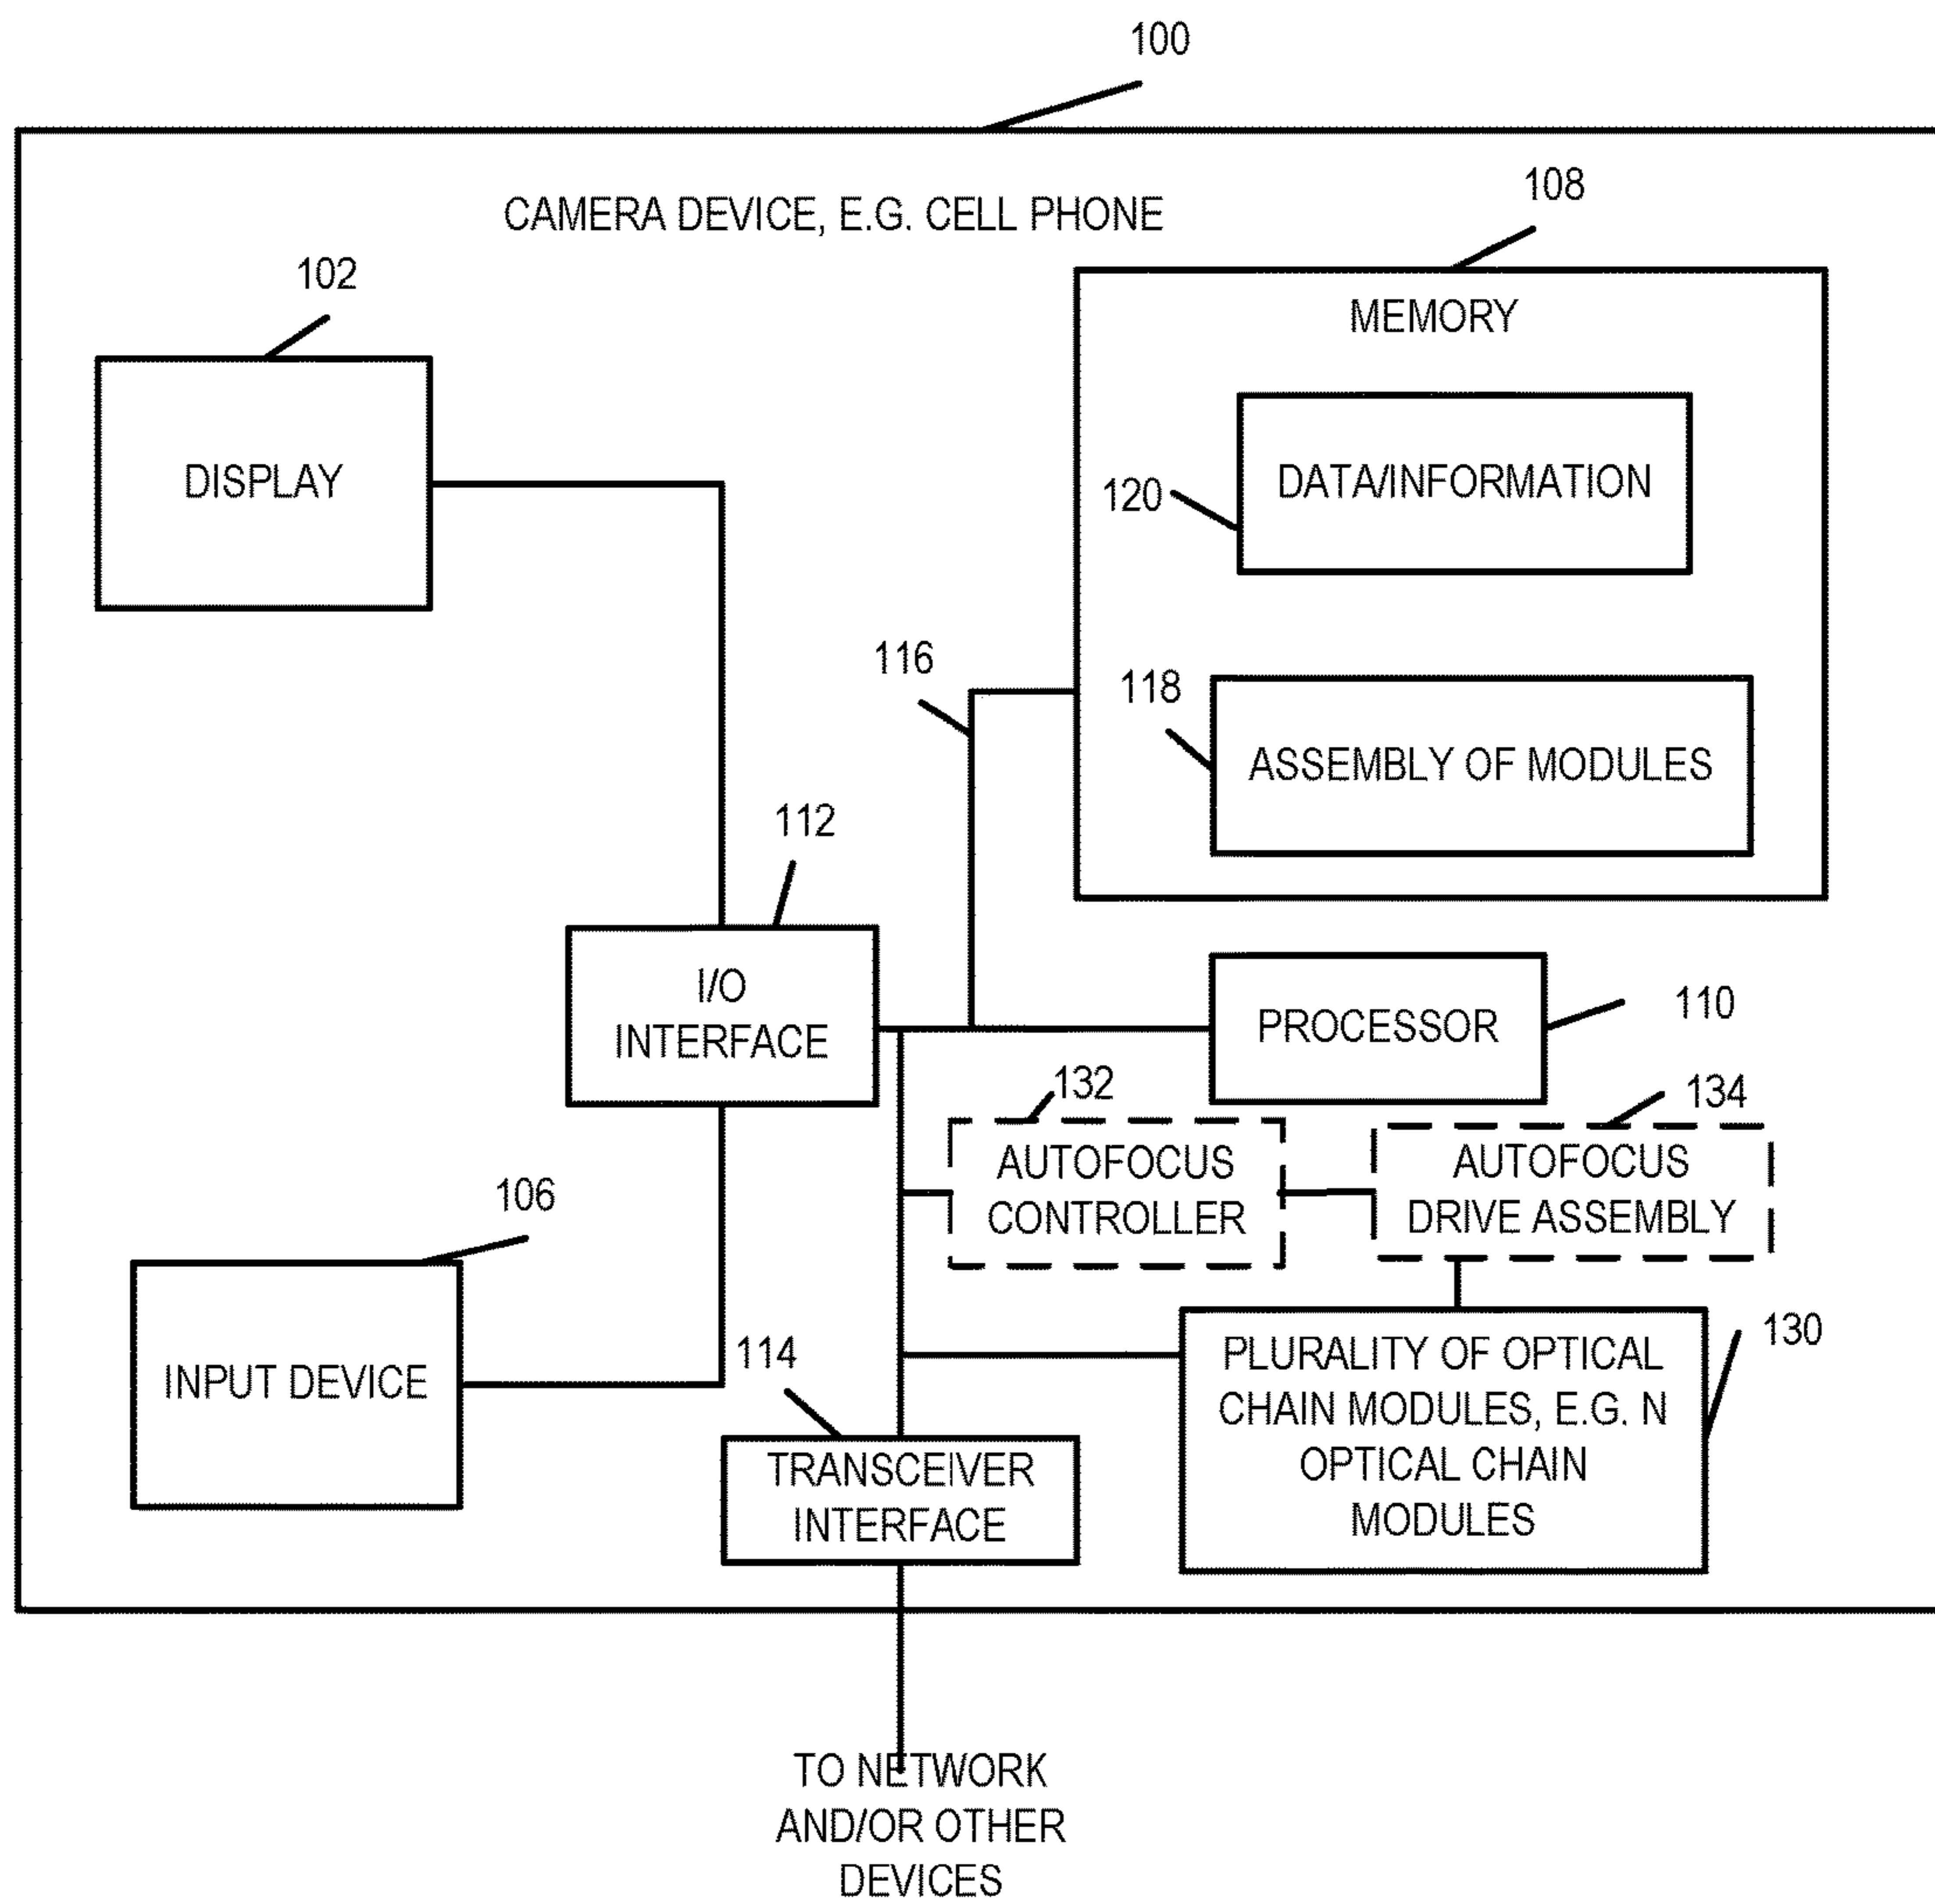 100
CAMERA DEVICE, E.G. CELL PHONE
108
102
MEMORY
DISPLAY
DATA/INFORMATION
120
116
118
ASSEMBLY OF MODULES
112
I/O
INTERFACE
PROCESSOR
110
132
134
AUTOFOCUS
CONTROLLER
AUTOFOCUS
DRIVE ASSEMBLY
106
INPUT DEVICE
114
130
PLURALITY OF OPTICAL
CHAIN MODULES, E.G. N
OPTICAL CHAIN
MODULES
TRANSCEIVER
INTERFACE
TO NETWORK
AND/OR OTHER
DEVICES